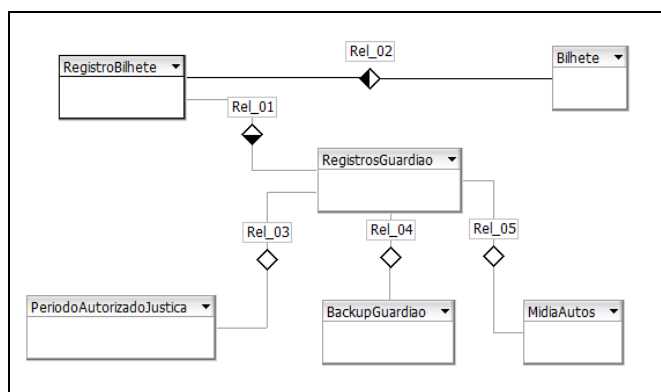 Rel_02
RegistroBilhete
Bilhete
Rel_01
RegistrosGuardiao
Rel_03
Rel_04
Rel_05
PeriodoAutorizadoJustica
BackupGuardiao
MidiaAutos